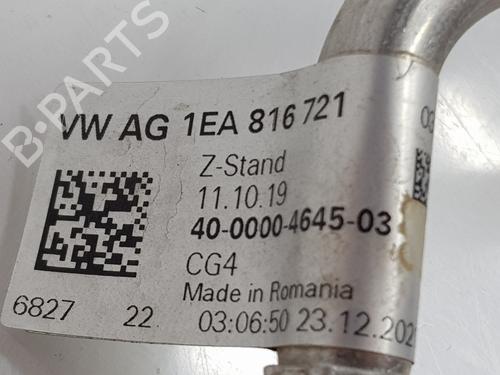 B-PARTS
VW AG 1EA 816 721
Z-Stand
11.10.19
40-0000-4645-03
CG4
Made in Romania
6827 22 03:06:50 23.12.202